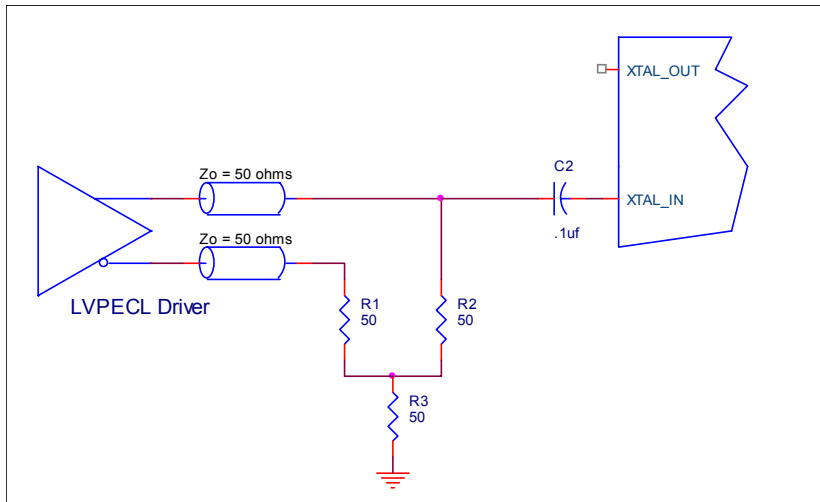 XTAL_OUT
C2
Zo = 50 ohms
XTAL_IN
.1uf
Zo = 50 ohms
LVPECL Driver
R1
50
R2
50
R3
50